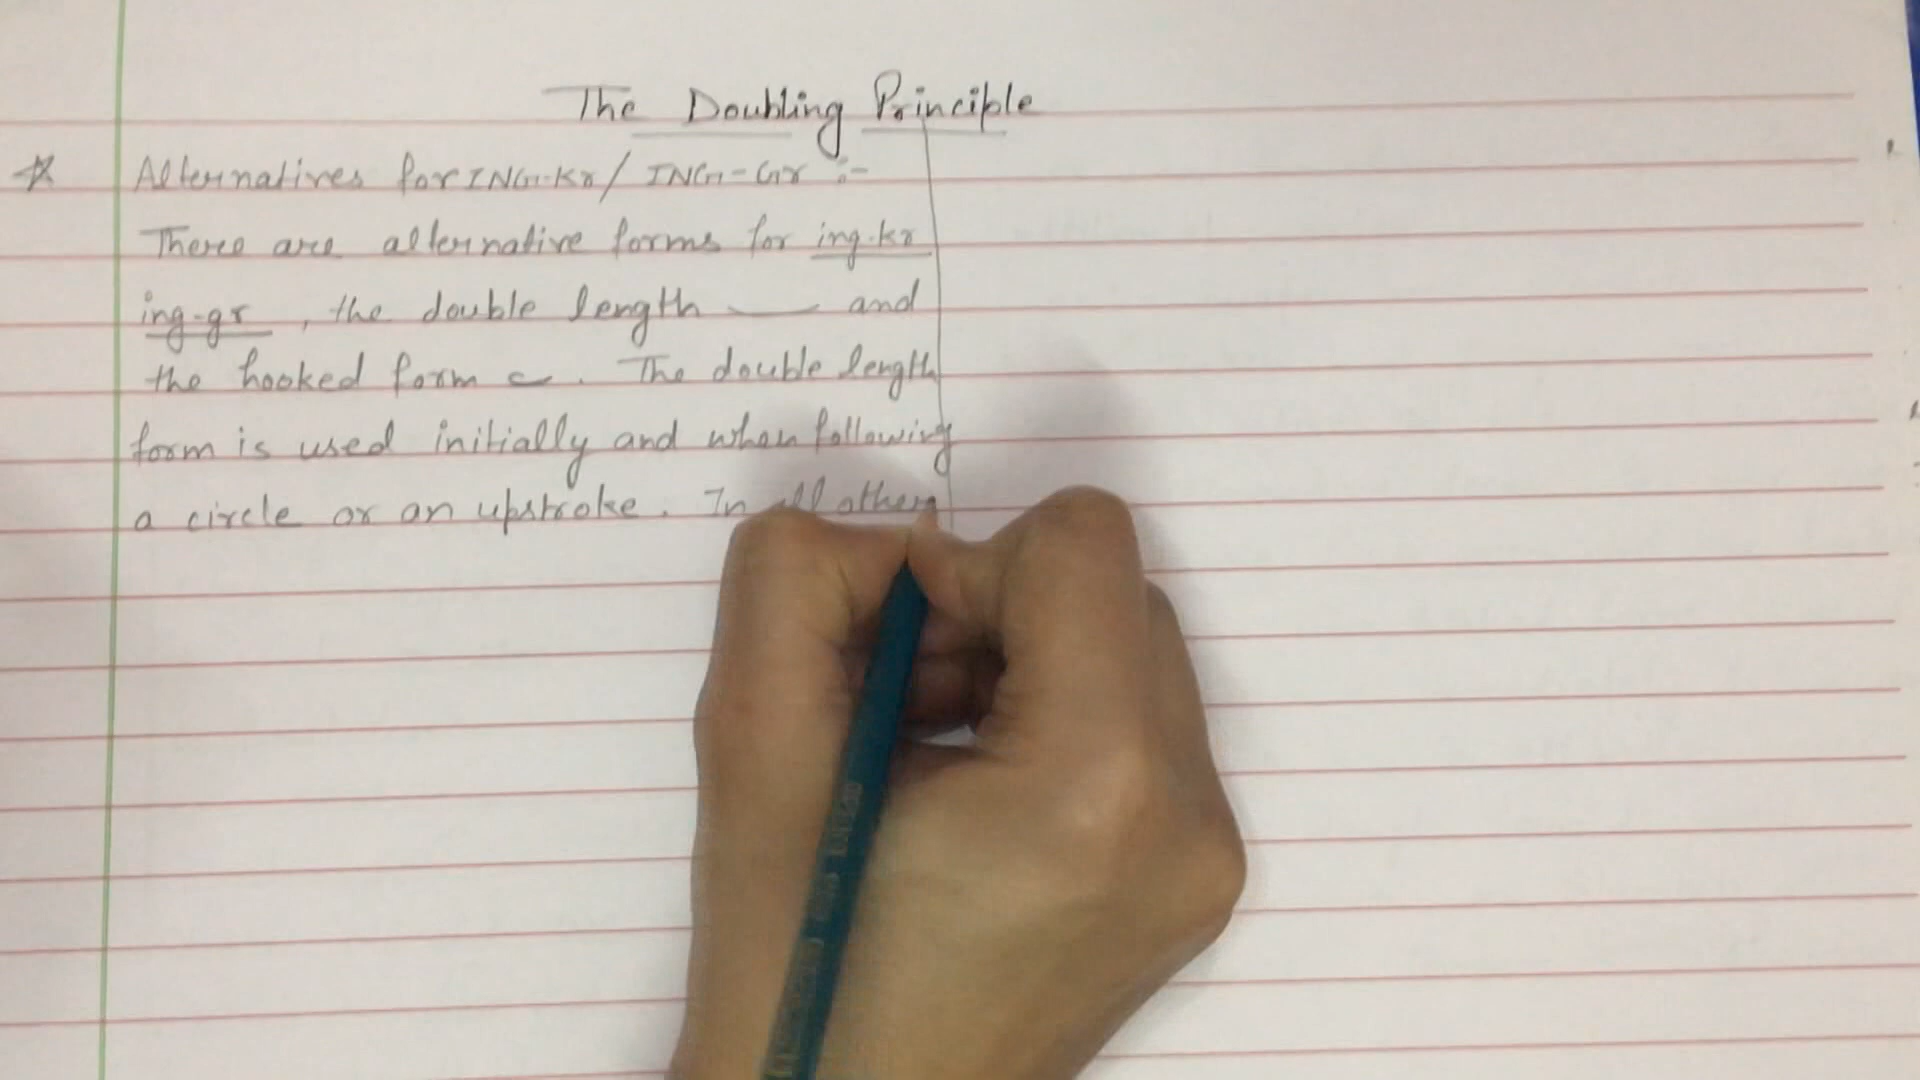 The Doubling Principle
☆ Alternatives for ING-Kr / ING-Gr :-
There are alternative forms for ing-kr
ing-gr, the double length and
the hooked form . The double length
form is used initially and when following
a circle or an upstroke. In all others